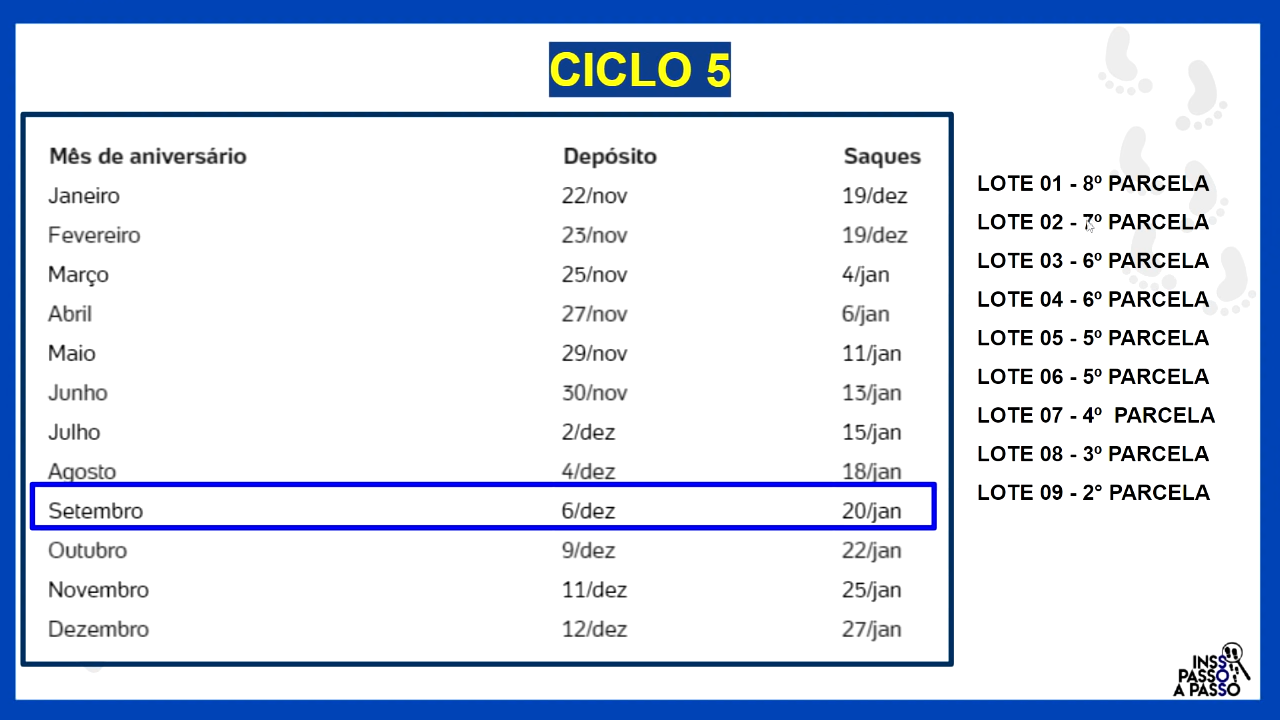 CICLO 5
Mês de aniversário Depósito Saques
Janeiro 22/nov 19/dez
Fevereiro 23/nov 19/dez
Março 25/nov 4/jan
Abril 27/nov 6/jan
Maio 29/nov 11/jan
Junho 30/nov 13/jan
Julho 2/dez 15/jan
Agosto 4/dez 18/jan
Setembro 6/dez 20/jan
Outubro 9/dez 22/jan
Novembro 11/dez 25/jan
Dezembro 12/dez 27/jan
LOTE 01 - 8º PARCELA
LOTE 02 - 7º PARCELA
LOTE 03 - 6º PARCELA
LOTE 04 - 6º PARCELA
LOTE 05 - 5º PARCELA
LOTE 06 - 5º PARCELA
LOTE 07 - 4º  PARCELA
LOTE 08 - 3º PARCELA
LOTE 09 - 2° PARCELA
INSS
PASSO
A PASSO